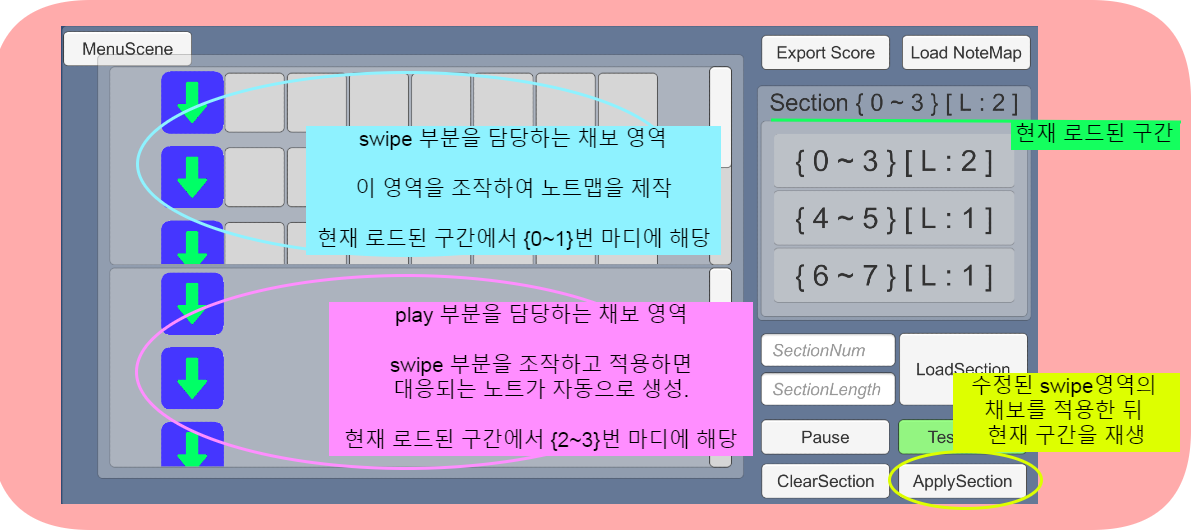 MenuScene
Export Score
Load NoteMap
Section { 0 ~ 3 } [ L : 2 ]
현재 로드된 구간
swipe 부분을 담당하는 채보 영역
이 영역을 조작하여 노트맵을 제작
현재 로드된 구간에서 {0~1}번 마디에 해당
{ 0 ~ 3 } [ L : 2 ]
{ 4 ~ 5 } [ L : 1 ]
{ 6 ~ 7 } [ L : 1 ]
play 부분을 담당하는 채보 영역
swipe 부분을 조작하고 적용하면
대응되는 노트가 자동으로 생성.
현재 로드된 구간에서 {2~3}번 마디에 해당
SectionNum
SectionLength
LoadSection
수정된 swipe영역의
채보를 적용한 뒤
현재 구간을 재생
Pause
ClearSection
ApplySection